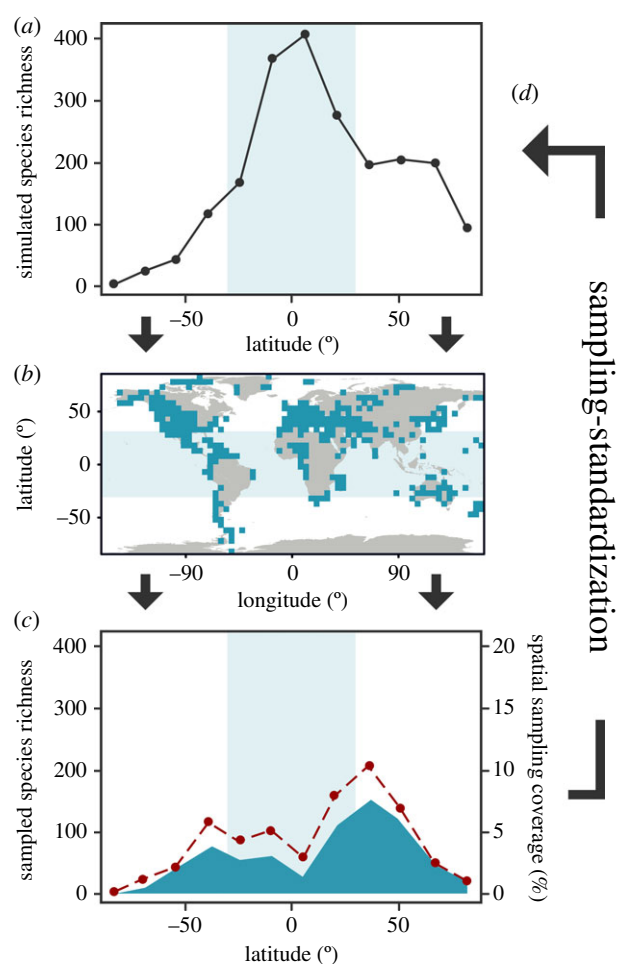 (a)
simulated species richness
400
300
200
100
0
–50 0 50
latitude (º)
(b)
latitude (º)
50
0
–50
–90 0 90
longitude (º)
(c)
sampled species richness
400
300
200
100
0
–50 0 50
latitude (º)
20
15
10
5
0
spatial sampling coverage (%)
(d)
sampling-standardization